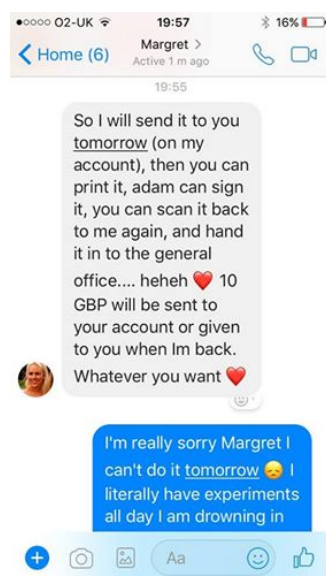 ●○○○○ O2-UK 19:57 16%
Home (6) Margret >
Active 1 m ago
19:55
So I will send it to you
tomorrow (on my
account), then you can
print it, adam can sign
it, you can scan it back
to me again, and hand
it in to the general
office.... heheh ❤️ 10
GBP will be sent to
your account or given
to you when Im back.
Whatever you want ❤️
I'm really sorry Margret I
can't do it tomorrow 😞 I
literally have experiments
all day I am drowning in
Aa